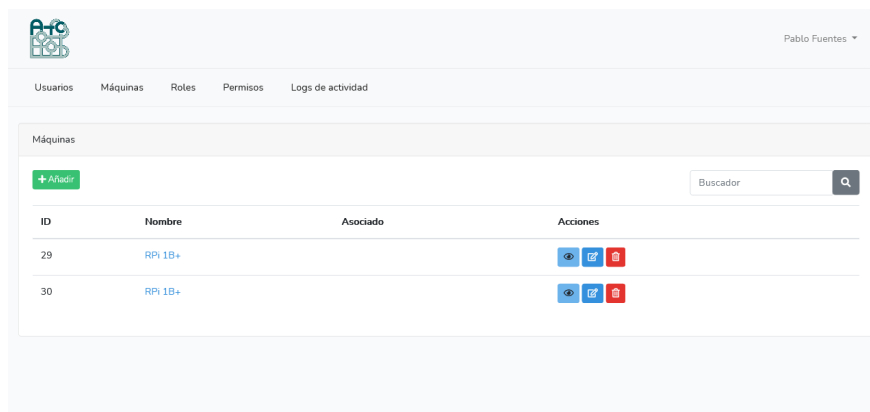 A+C
Pablo Fuentes
Usuarios Máquinas Roles Permisos Logs de actividad
Máquinas
+ Añadir Buscador
ID Nombre Asociado Acciones
29 RPi 1B+
30 RPi 1B+